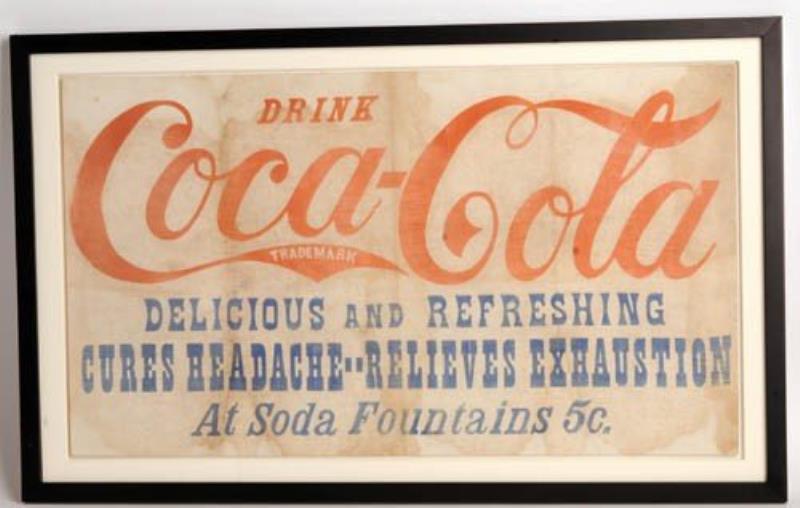 DRINK
Coca-Cola
TRADEMARK
DELICIOUS AND REFRESHING
CURES HEADACHE--RELIEVES EXHAUSTION
At Soda Fountains 5c.